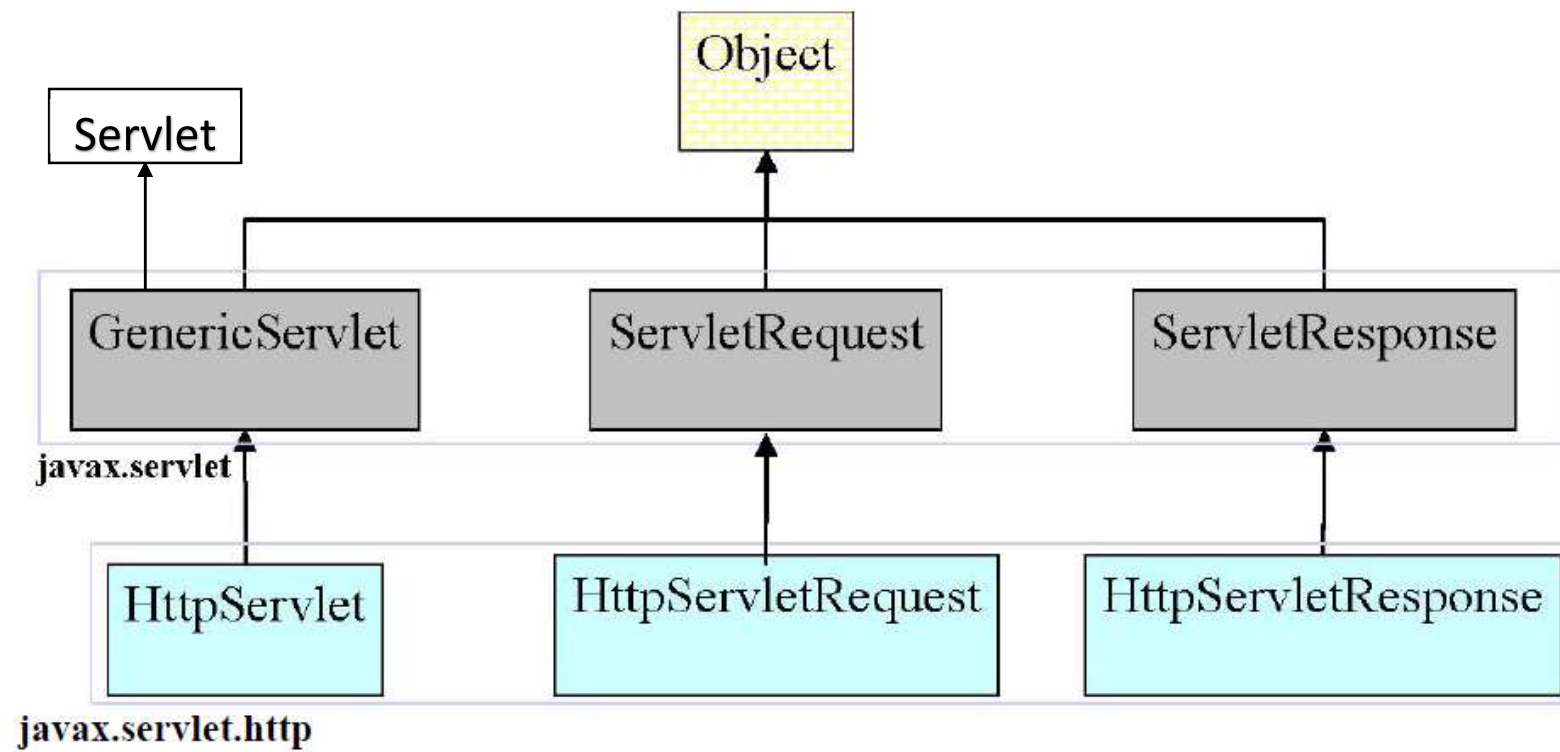 Object
Servlet
GenericServlet
ServletRequest
ServletResponse
javax.servlet
HttpServlet
HttpServletRequest
HttpServletResponse
javax.servlet.http